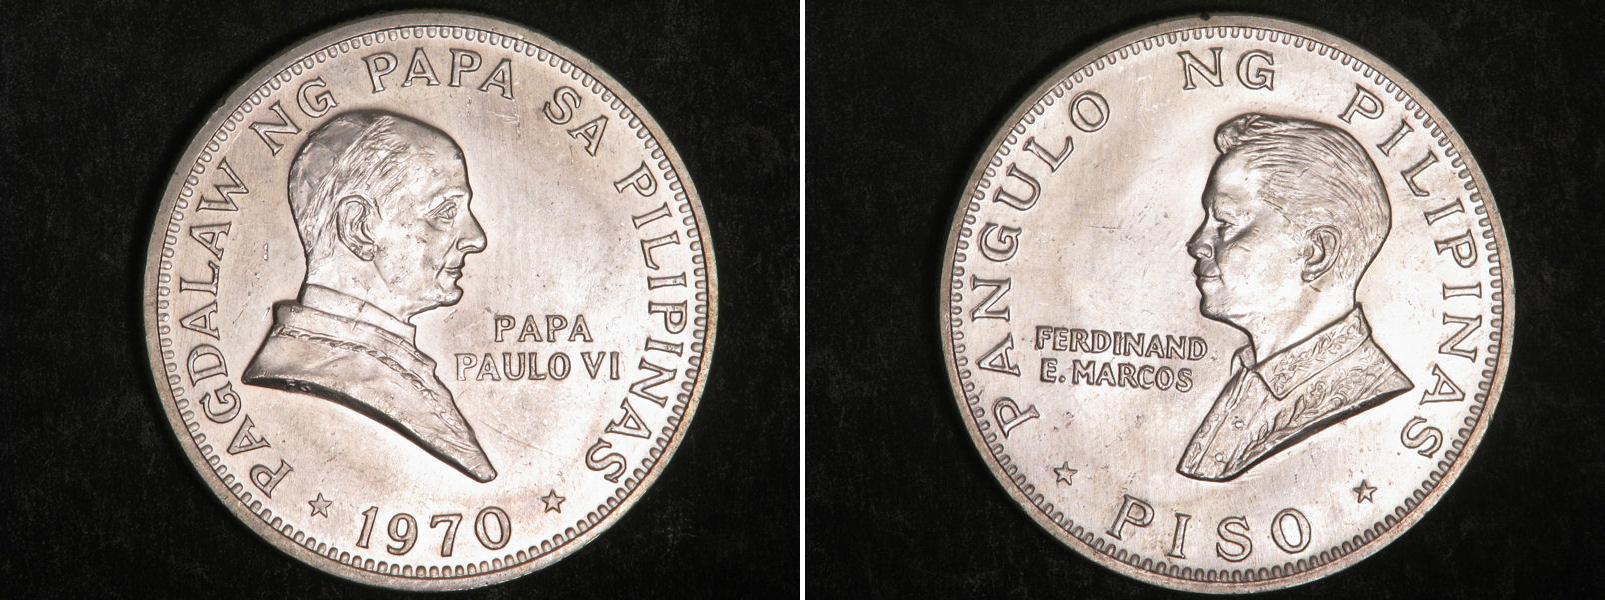 PAGDALAW NG PAPA SA PILIPINAS
PAPA
PAULO VI
1970
PANGULO NG PILIPINAS
FERDINAND
E. MARCOS
PISO